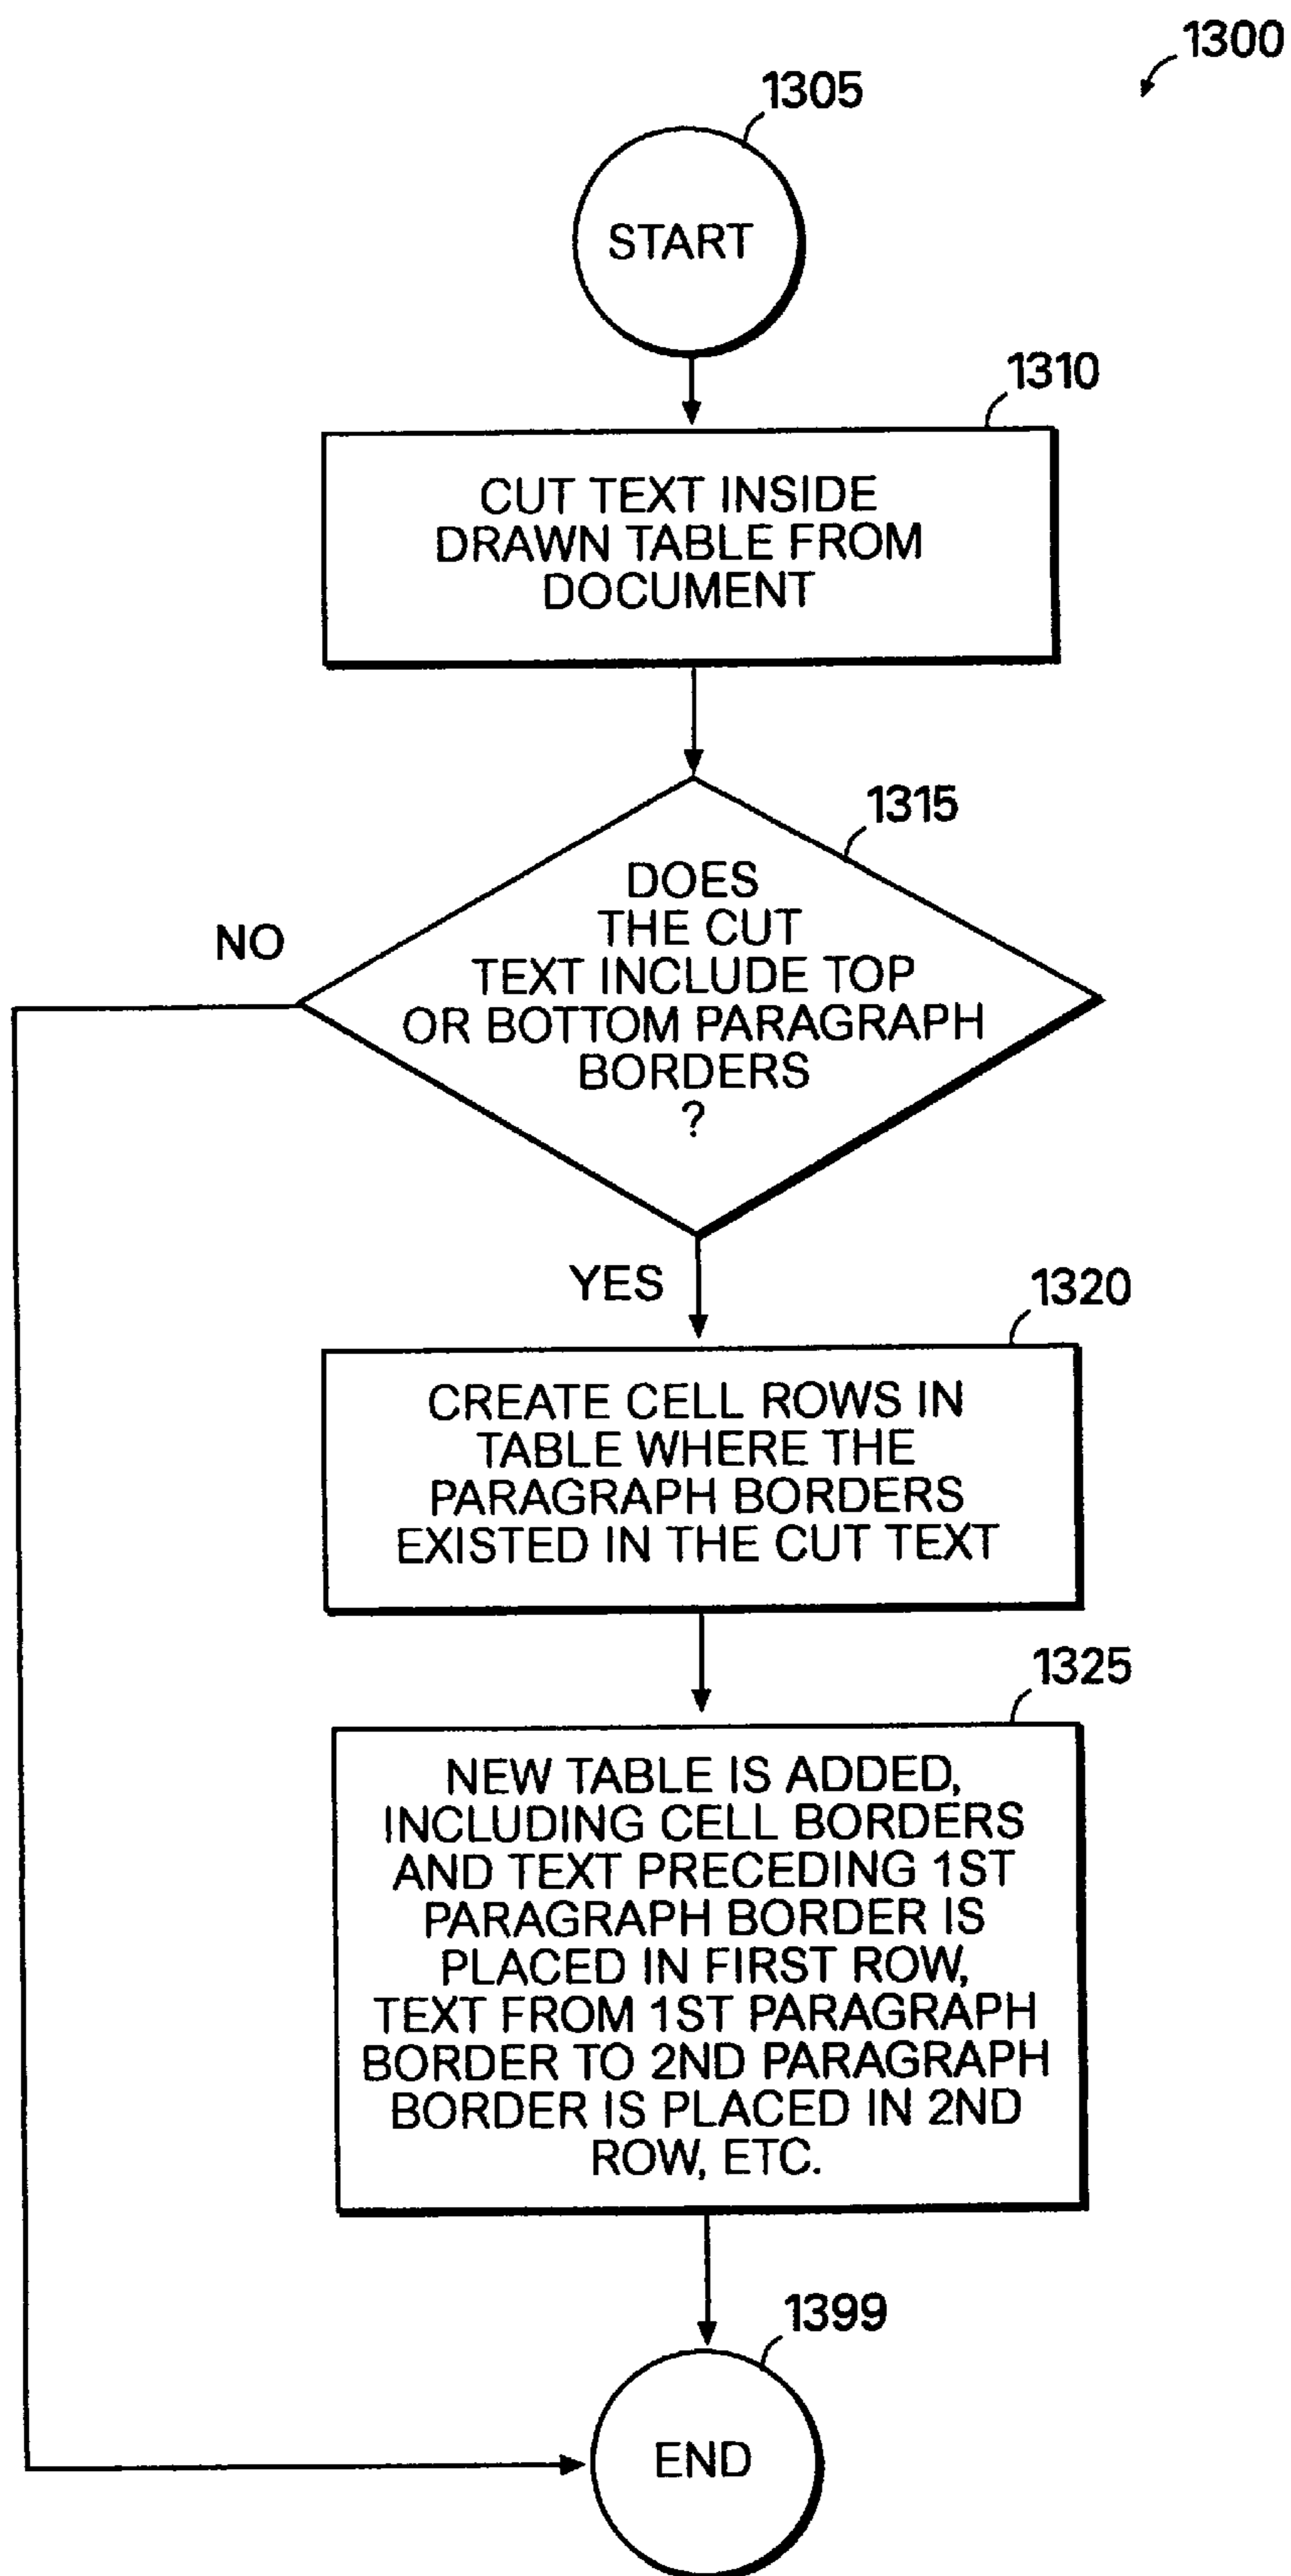 1300
1305
START
1310
CUT TEXT INSIDE
DRAWN TABLE FROM
DOCUMENT
1315
DOES
THE CUT
TEXT INCLUDE TOP
OR BOTTOM PARAGRAPH
BORDERS
?
NO
YES
1320
CREATE CELL ROWS IN
TABLE WHERE THE
PARAGRAPH BORDERS
EXISTED IN THE CUT TEXT
1325
NEW TABLE IS ADDED,
INCLUDING CELL BORDERS
AND TEXT PRECEDING 1ST
PARAGRAPH BORDER IS
PLACED IN FIRST ROW,
TEXT FROM 1ST PARAGRAPH
BORDER TO 2ND PARAGRAPH
BORDER IS PLACED IN 2ND
ROW, ETC.
1399
END